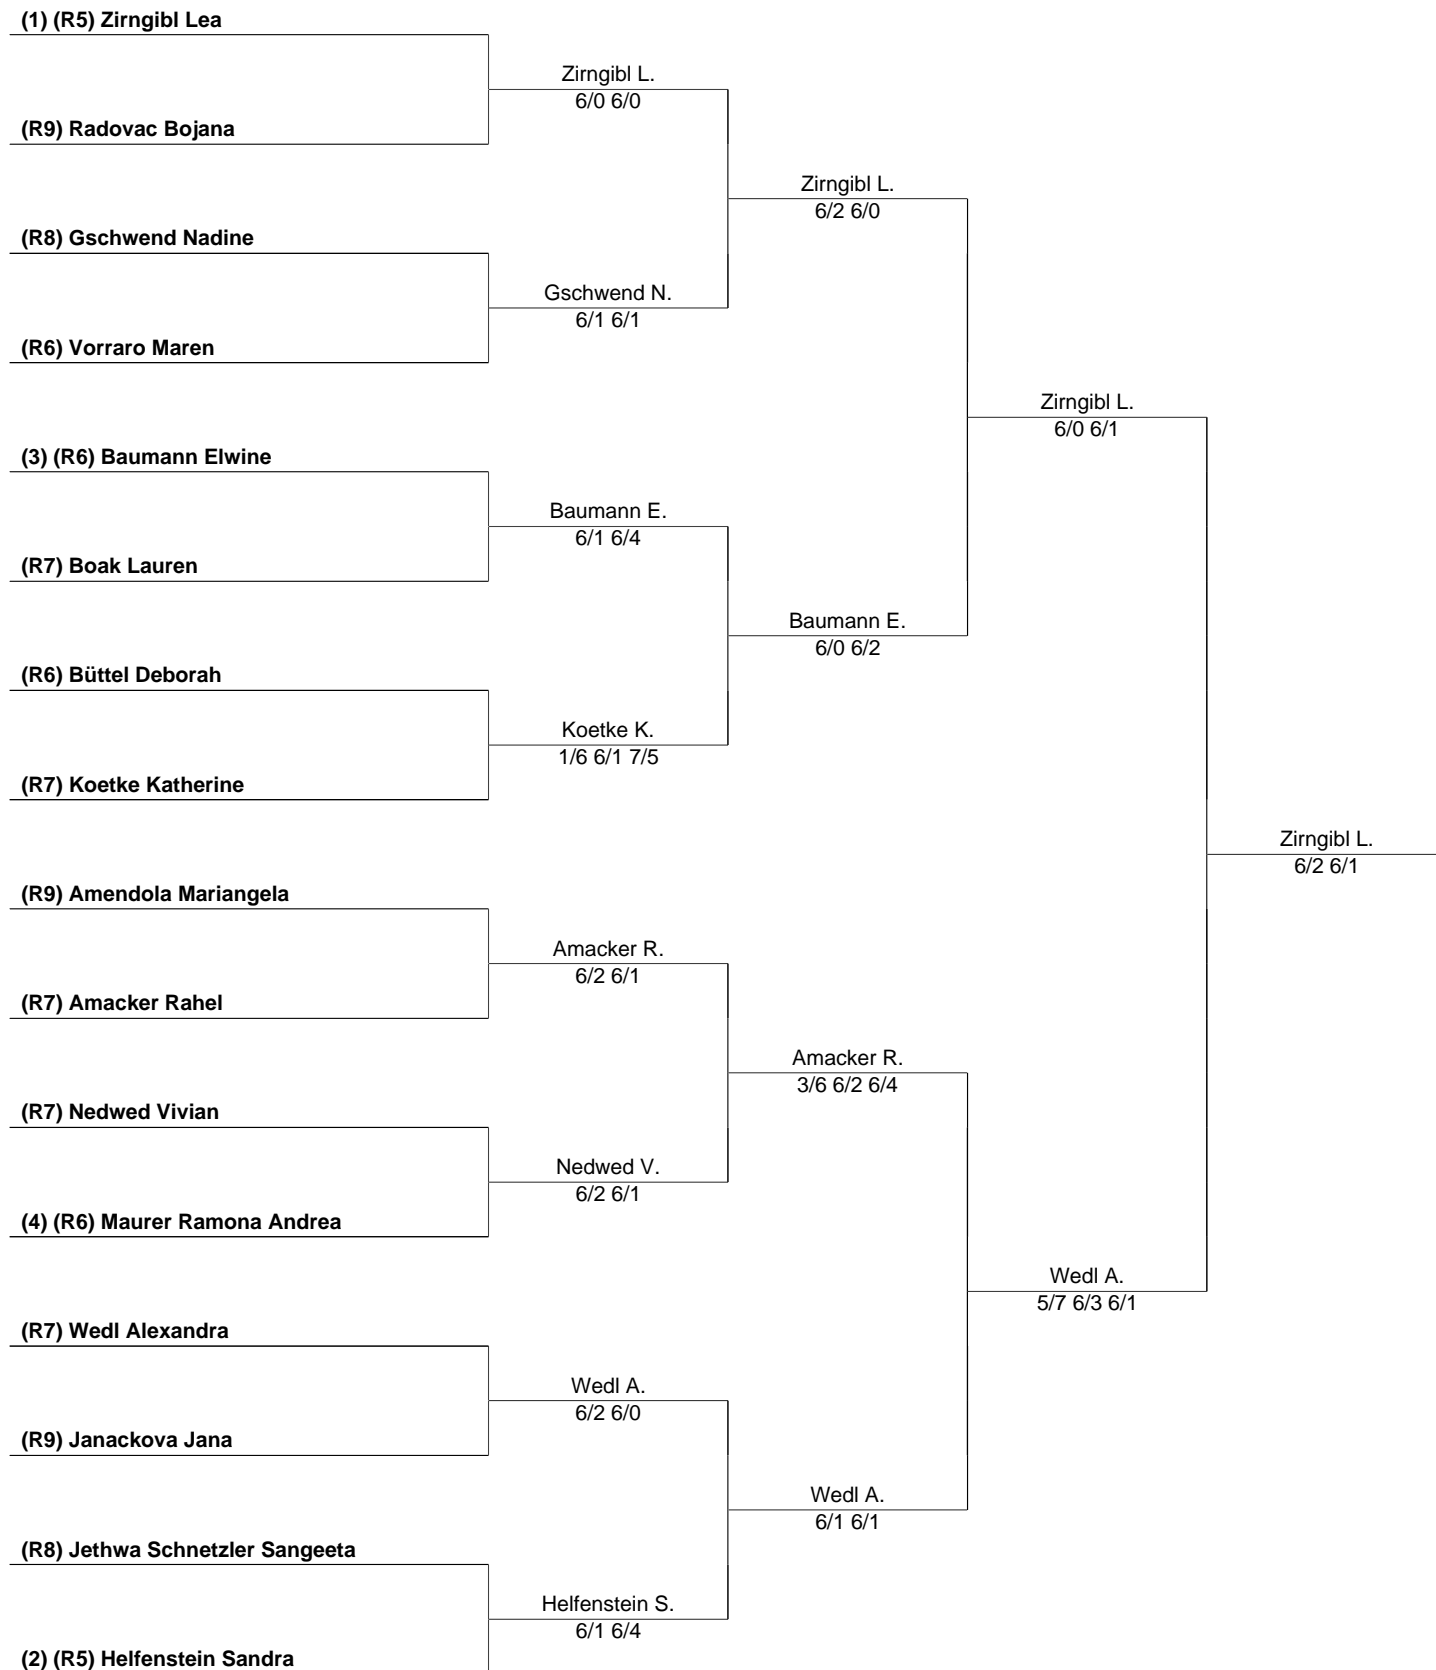 (1) (R5) Zirngibl Lea
Zirngibl L.
6/0 6/0
(R9) Radovac Bojana
Zirngibl L.
6/2 6/0
(R8) Gschwend Nadine
Gschwend N.
6/1 6/1
(R6) Vorraro Maren
Zirngibl L.
6/0 6/1
(3) (R6) Baumann Elwine
Baumann E.
6/1 6/4
(R7) Boak Lauren
Baumann E.
6/0 6/2
(R6) Büttel Deborah
Koetke K.
1/6 6/1 7/5
(R7) Koetke Katherine
Zirngibl L.
6/2 6/1
(R9) Amendola Mariangela
Amacker R.
6/2 6/1
(R7) Amacker Rahel
Amacker R.
3/6 6/2 6/4
(R7) Nedwed Vivian
Nedwed V.
6/2 6/1
(4) (R6) Maurer Ramona Andrea
Wedl A.
5/7 6/3 6/1
(R7) Wedl Alexandra
Wedl A.
6/2 6/0
(R9) Janackova Jana
Wedl A.
6/1 6/1
(R8) Jethwa Schnetzler Sangeeta
Helfenstein S.
6/1 6/4
(2) (R5) Helfenstein Sandra